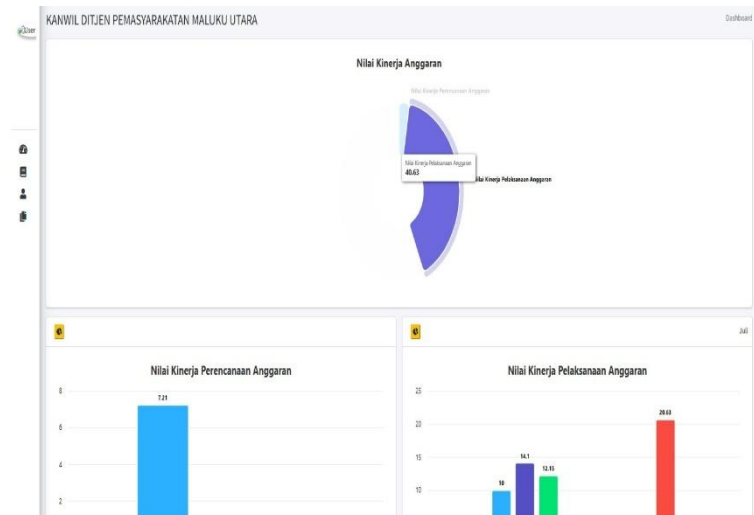 User
KANWIL DITJEN PEMASYARAKATAN MALUKU UTARA
Dashboard
Nilai Kinerja Anggaran
Nilai Kinerja Perencanaan Anggaran
Nilai Kinerja Pelaksanaan Anggaran
40.63
Nilai Kinerja Pelaksanaan Anggaran
Nilai Kinerja Perencanaan Anggaran
8
7.21
6
4
2
Juli
Nilai Kinerja Pelaksanaan Anggaran
25
20.63
20
15
14.1
12.15
10
10